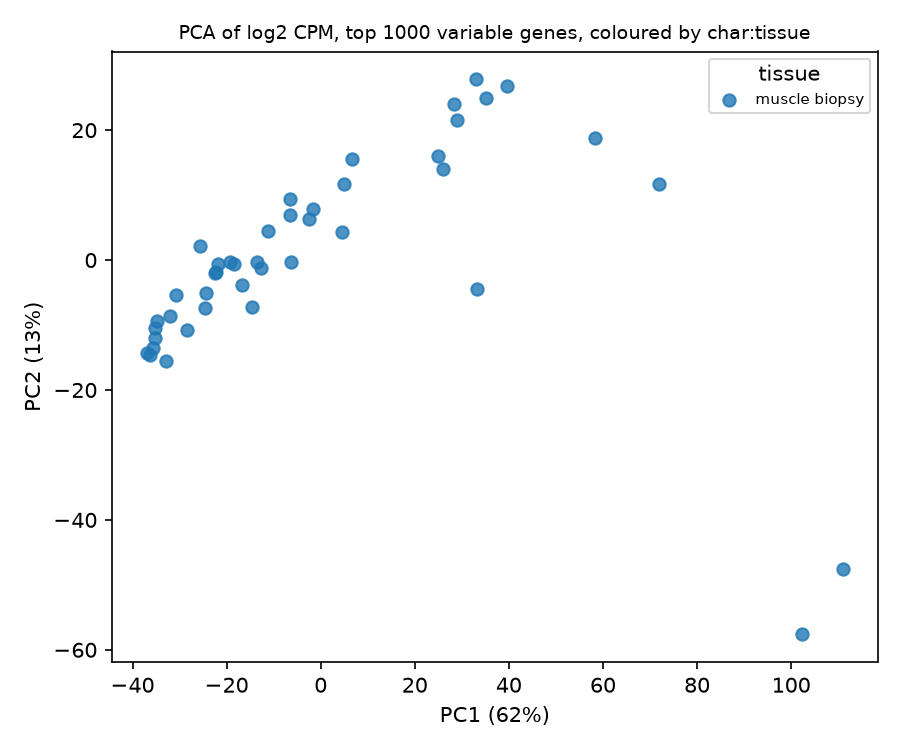 PCA of log2 CPM, top 1000 variable genes, coloured by char:tissue
tissue
muscle biopsy
20
0
−20
−40
−60
PC2 (13%)
−40 −20 0 20 40 60 80 100
PC1 (62%)